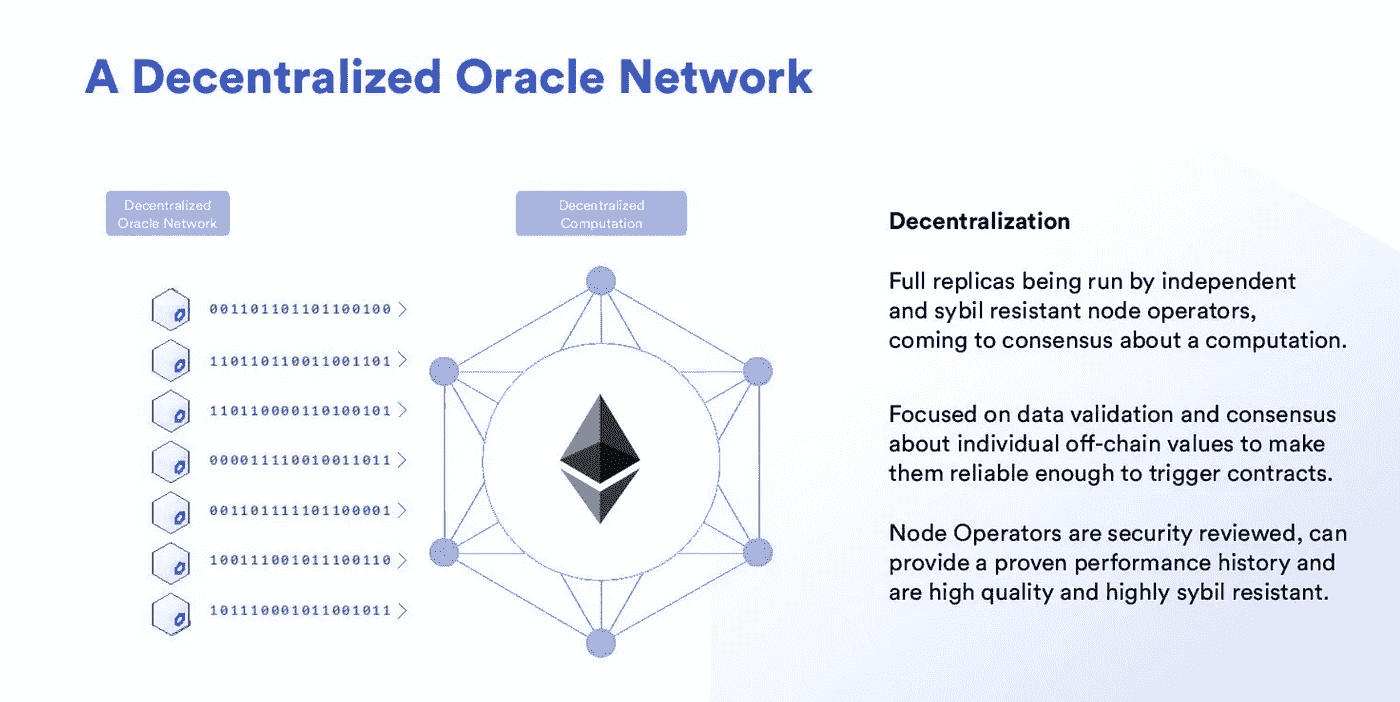 A Decentralized Oracle Network
Decentralized
Oracle Network
Decentralized
Computation
001101101101100100
110110110011001101
110110000110100101
000011110010011011
001101111101100001
100111001011100110
101110001011001011
Decentralization
Full replicas being run by independent
and sybil resistant node operators,
coming to consensus about a computation.
Focused on data validation and consensus
about individual off-chain values to make
them reliable enough to trigger contracts.
Node Operators are security reviewed, can
provide a proven performance history and
are high quality and highly sybil resistant.